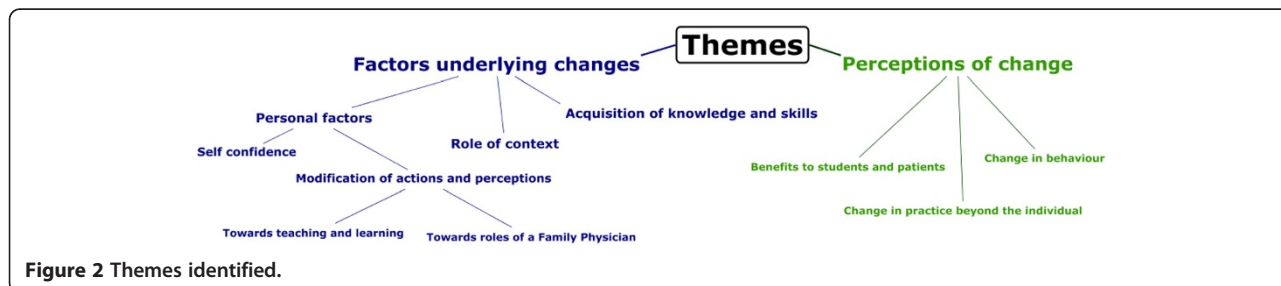 Themes
Factors underlying changes
Perceptions of change
Personal factors
Acquisition of knowledge and skills
Role of context
Self confidence
Modification of actions and perceptions
Towards teaching and learning
Towards roles of a Family Physician
Benefits to students and patients
Change in behaviour
Change in practice beyond the individual
Figure 2 Themes identified.